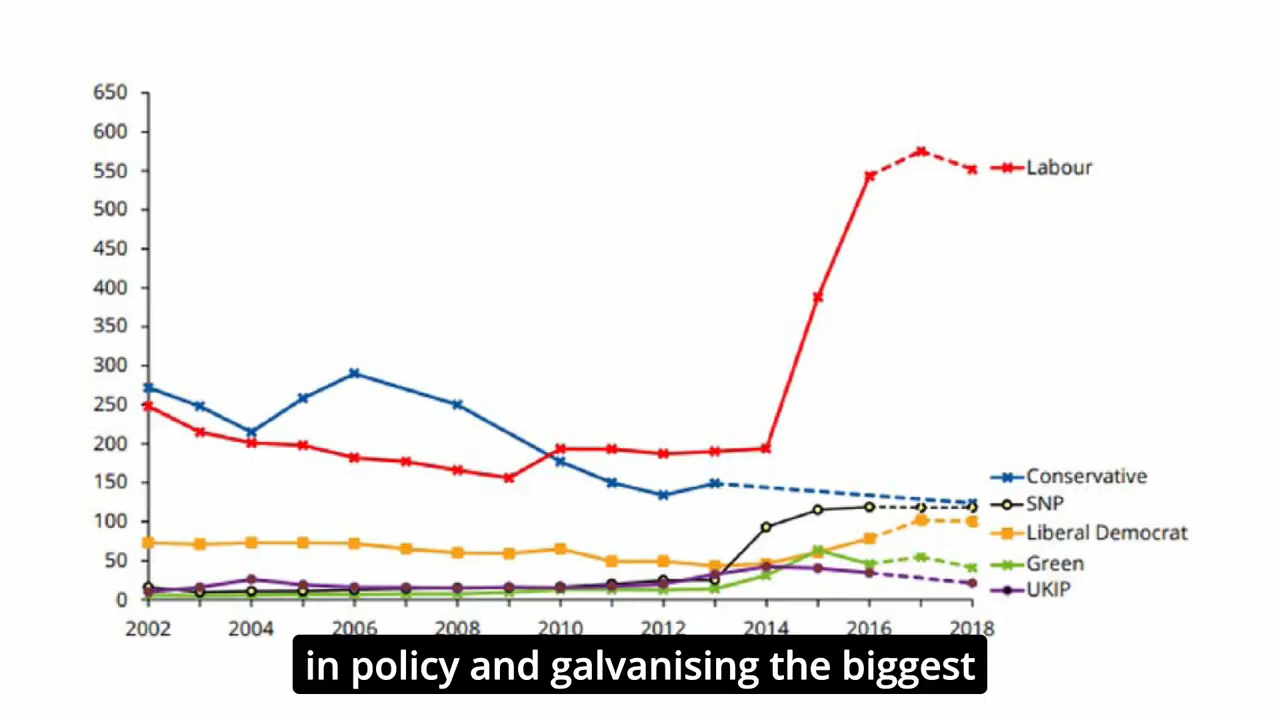 650
600
550
500
450
400
350
300
250
200
150
100
50
0
Labour
Conservative
SNP
Liberal Democrat
Green
UKIP
2002 2004 2006 2008 2010 2012 2014 2016 2018
in policy and galvanising the biggest